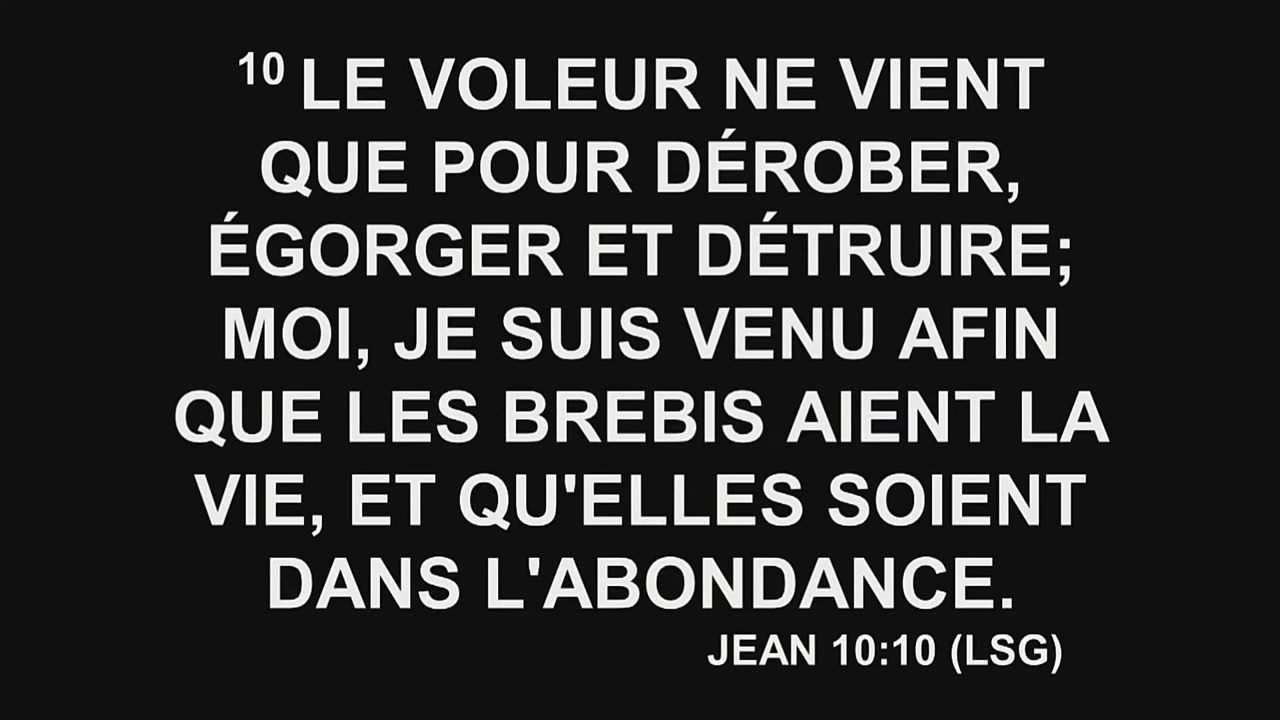 10 LE VOLEUR NE VIENT
QUE POUR DÉROBER,
ÉGORGER ET DÉTRUIRE;
MOI, JE SUIS VENU AFIN
QUE LES BREBIS AIENT LA
VIE, ET QU'ELLES SOIENT
DANS L'ABONDANCE.
JEAN 10:10 (LSG)